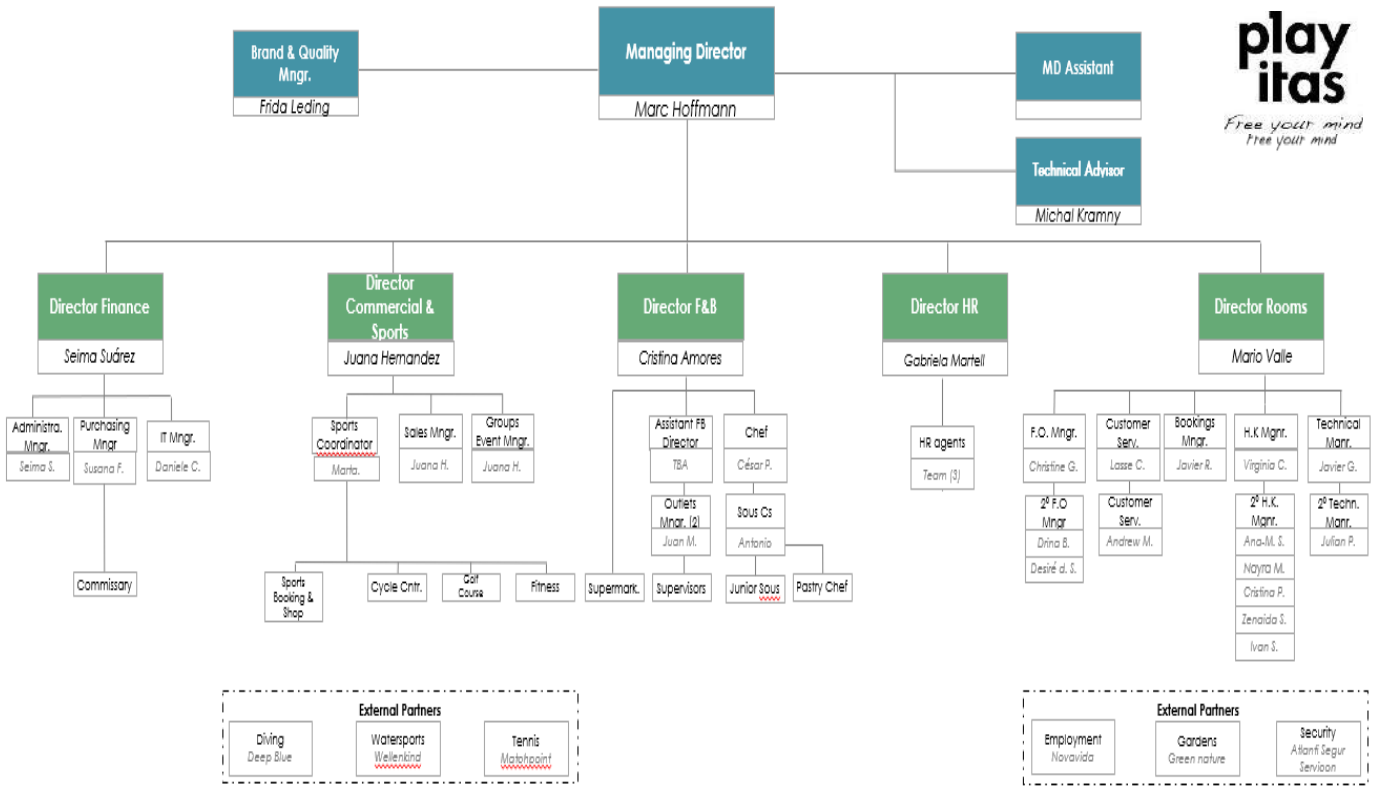 play
itas
Free your mind
Free your mind
Brand & Quality
Mngr.
Frida Leding
Managing Director
Marc Hoffmann
MD Assistant
Technical Advisor
Michal Kramny
Director Finance
Seima Suárez
Director
Commercial &
Sports
Juana Hernandez
Director F&B
Cristina Amores
Director HR
Gabriela Martell
Director Rooms
Mario Valle
Administra.
Mngr.
Seima S.
Purchasing
Mngr
Susana F.
IT Mngr.
Daniele C.
Commissary
Sports
Coordinator
Marta.
Sales Mngr.
Juana H.
Groups
Event Mngr.
Juana H.
Sports
Booking &
Shop
Cycle Cntr.
Golf
Course
Fitness
Assistant FB
Director
TBA
Chef
César P.
Outlets
Mngr. (2)
Juan M.
Sous Cs
Antonio
Supermark.
Supervisors
Junior Sous
Pastry Chef
HR agents
Team (3)
F.O. Mngr.
Christine G.
Customer
Serv.
Lasse C.
Bookings
Mngr.
Javier R.
H.K Mgnr.
Virginia C.
Technical
Manr.
Javier G.
2º F.O
Mngr
Drina B.
Desiré d. S.
Customer
Serv.
Andrew M.
2º H.K.
Mgnr.
Ana-M. S.
Nayra M.
Cristina P.
Zenaida S.
Ivan S.
2º Techn.
Manr.
Julian P.
External Partners
Diving
Deep Blue
Watersports
Wellenkind
Tennis
Matchpoint
External Partners
Employment
Novavida
Gardens
Green nature
Security
Atlanti Segur
Servicon